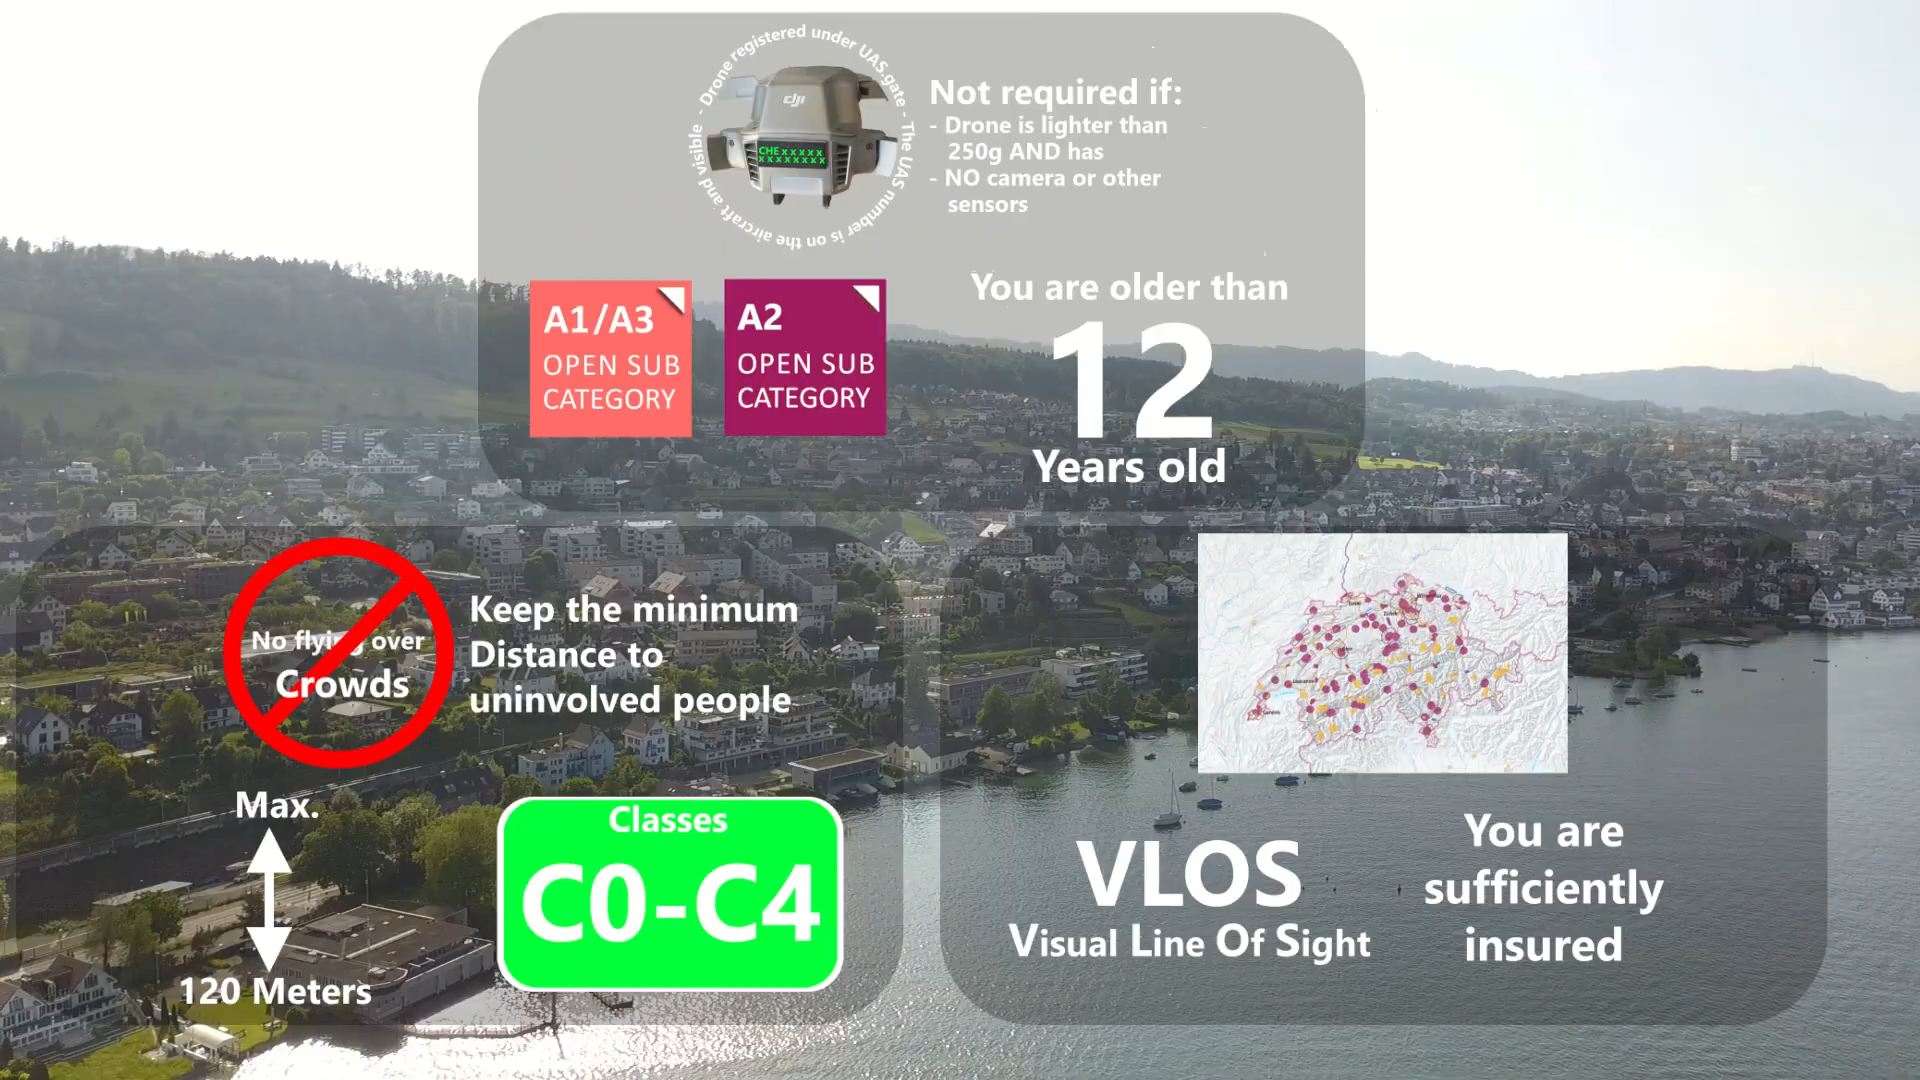 - Drone registered under UAS.gate - The UAS number is on the aircraft and visible
dji
CHE x x x x x
x x x x x x x x
Not required if:
- Drone is lighter than
250g AND has
- NO camera or other
sensors
A1/A3
OPEN SUB
CATEGORY
A2
OPEN SUB
CATEGORY
You are older than
12
Years old
No flying over
Crowds
Keep the minimum
Distance to
uninvolved people
Max.
120 Meters
Classes
C0-C4
VLOS
Visual Line Of Sight
You are
sufficiently
insured